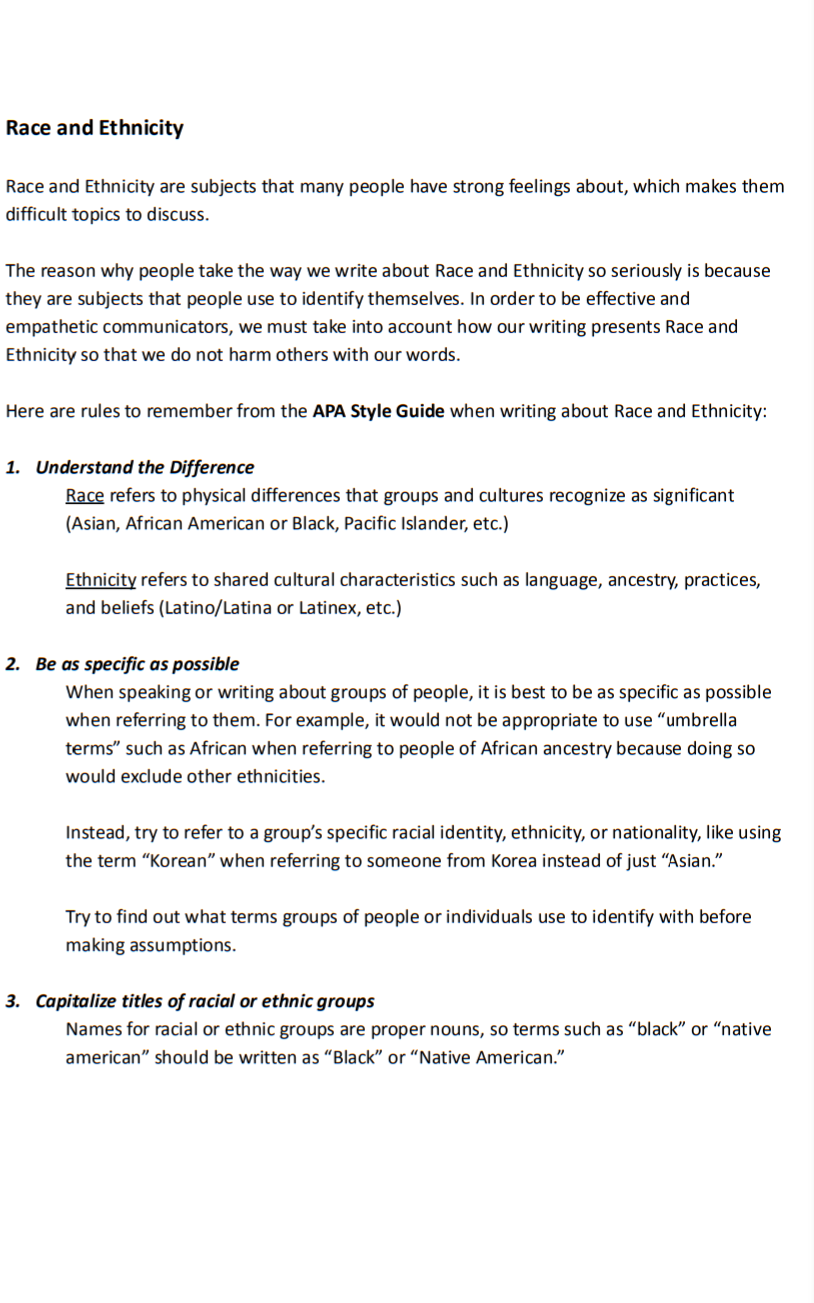 Race and Ethnicity
Race and Ethnicity are subjects that many people have strong feelings about, which makes them
difficult topics to discuss.
The reason why people take the way we write about Race and Ethnicity so seriously is because
they are subjects that people use to identify themselves. In order to be effective and
empathetic communicators, we must take into account how our writing presents Race and
Ethnicity so that we do not harm others with our words.
Here are rules to remember from the APA Style Guide when writing about Race and Ethnicity:
1. Understand the Difference
Race refers to physical differences that groups and cultures recognize as significant
(Asian, African American or Black, Pacific Islander, etc.)
Ethnicity refers to shared cultural characteristics such as language, ancestry, practices,
and beliefs (Latino/Latina or Latinex, etc.)
2. Be as specific as possible
When speaking or writing about groups of people, it is best to be as specific as possible
when referring to them. For example, it would not be appropriate to use “umbrella
terms” such as African when referring to people of African ancestry because doing so
would exclude other ethnicities.
Instead, try to refer to a group’s specific racial identity, ethnicity, or nationality, like using
the term “Korean” when referring to someone from Korea instead of just “Asian.”
Try to find out what terms groups of people or individuals use to identify with before
making assumptions.
3. Capitalize titles of racial or ethnic groups
Names for racial or ethnic groups are proper nouns, so terms such as “black” or “native
american” should be written as “Black” or “Native American.”